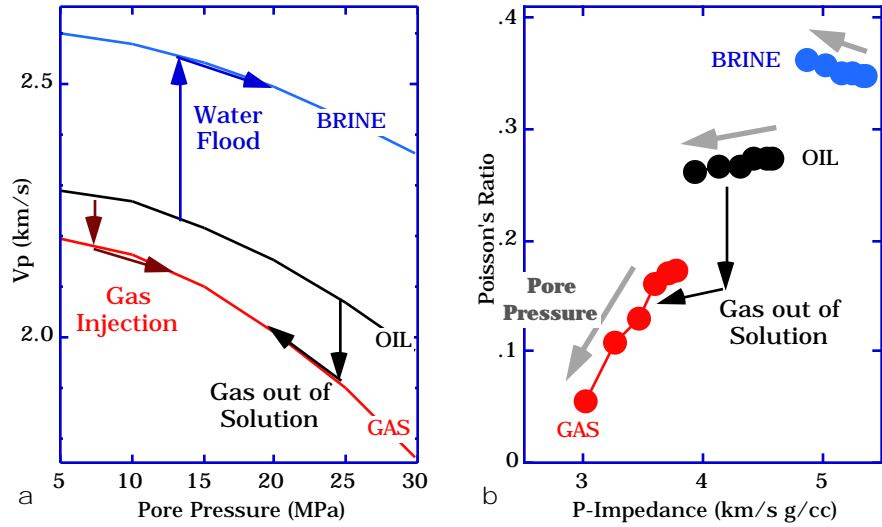 2.5
2.0
Vp (km/s)
BRINE
Water
Flood
Gas
Injection
OIL
Gas out of
Solution
GAS
5
10
15
20
25
30
a
Pore Pressure (MPa)
.4
.3
.2
.1
0
Poisson's Ratio
BRINE
OIL
Pore
Pressure
Gas out of
Solution
GAS
3
4
5
b
P-Impedance (km/s g/cc)